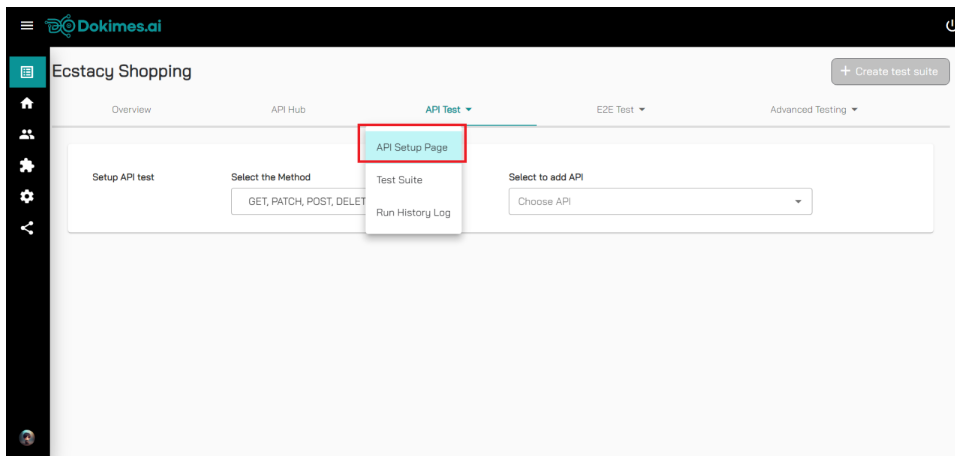 Dokimes.ai
Ecstacy Shopping
+ Create test suite
Overview
API Hub
API Test
E2E Test
Advanced Testing
API Setup Page
Test Suite
Run History Log
Setup API test
Select the Method
GET, PATCH, POST, DELET
Select to add API
Choose API